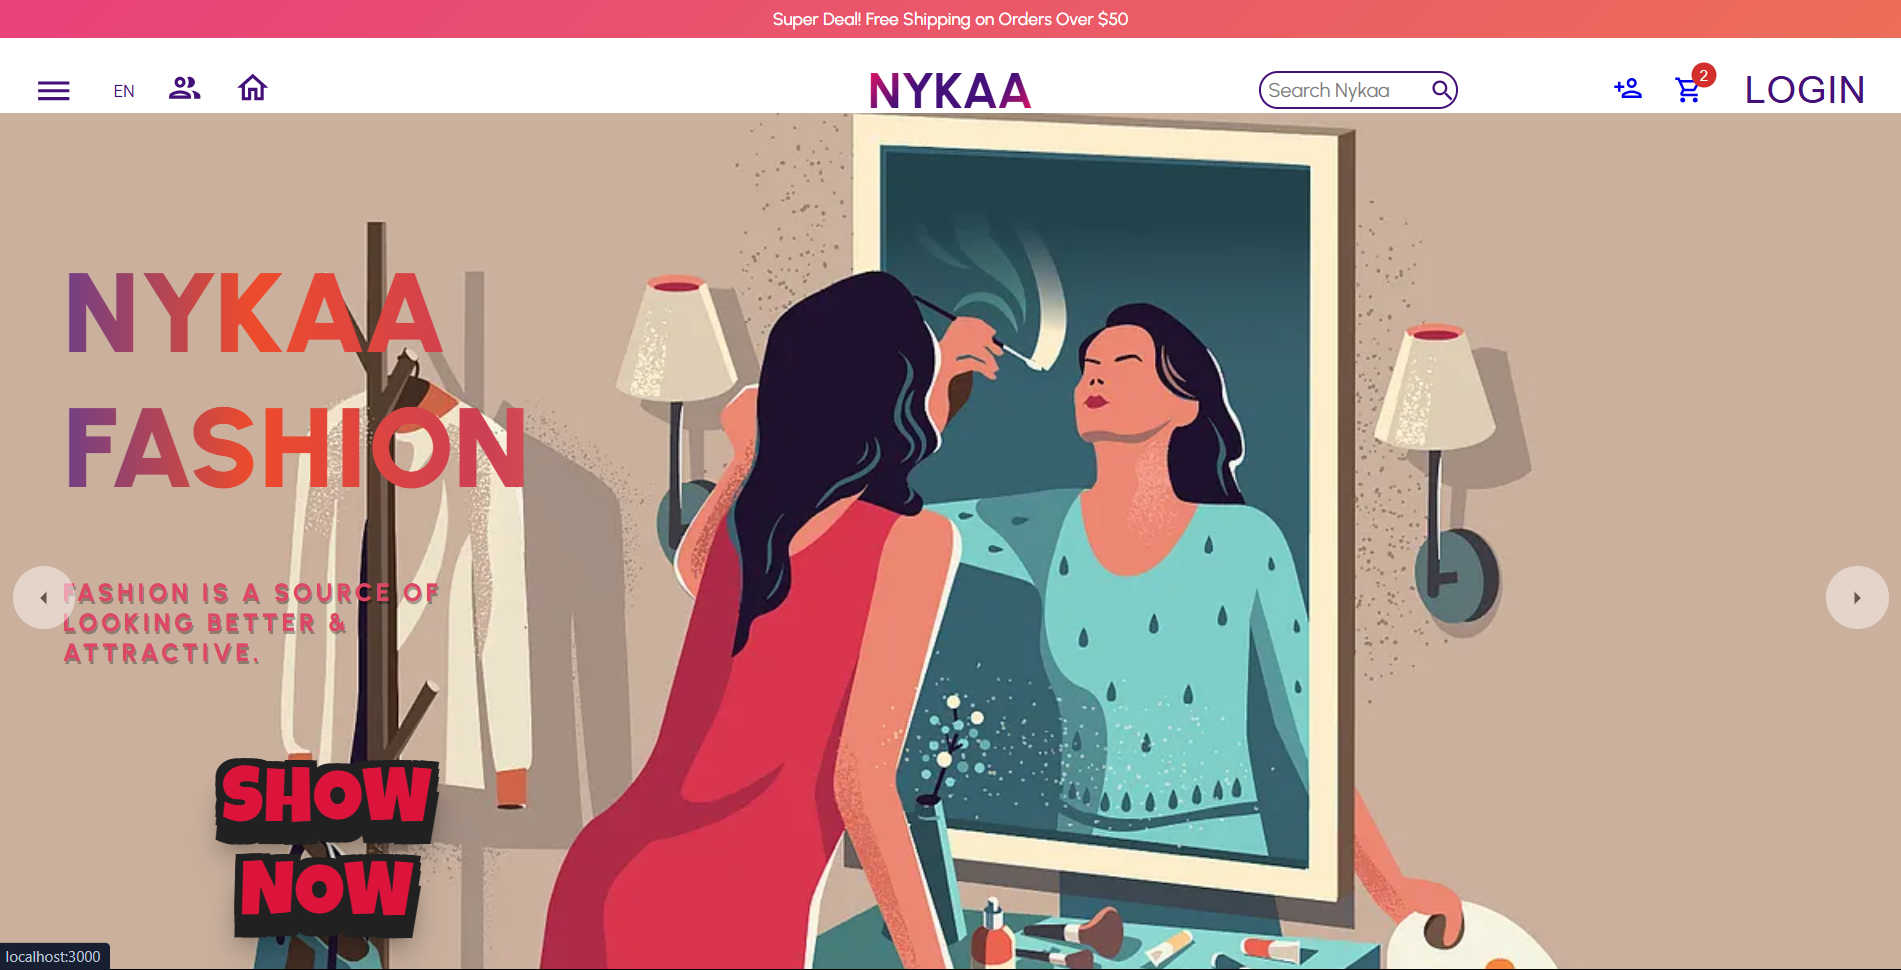 Super Deal! Free Shipping on Orders Over $50
EN
NYKAA
Search Nykaa
2
LOGIN
NYKAA
FASHION
FASHION IS A SOURCE OF
LOOKING BETTER &
ATTRACTIVE.
SHOW
NOW
localhost:3000